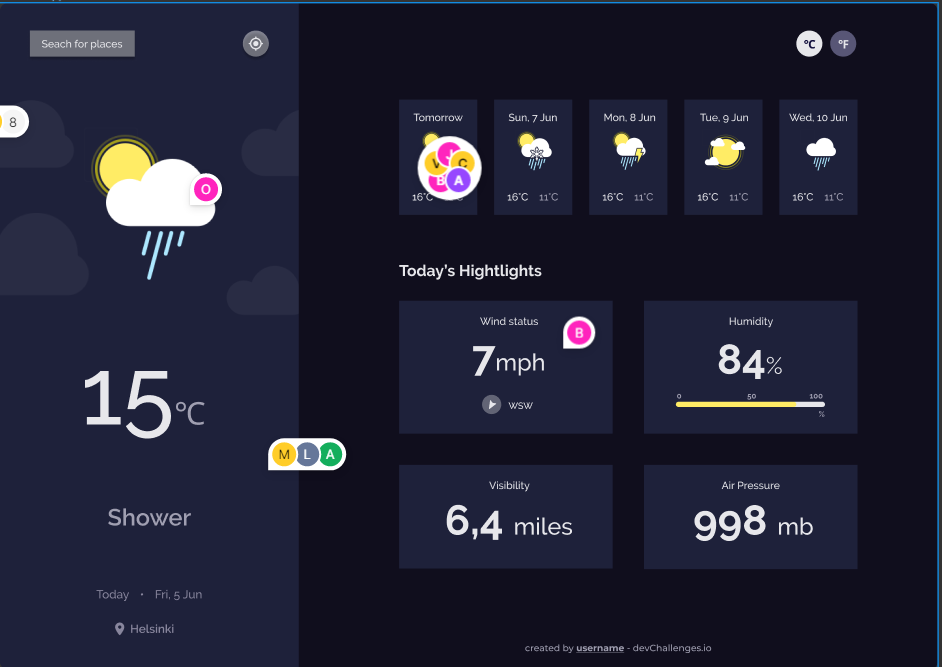 Seach for places
8
O
15°C
Shower
Today • Fri, 5 Jun
Helsinki
M L A
°C °F
Tomorrow
16°C
V C B A
Sun, 7 Jun
16°C 11°C
Mon, 8 Jun
16°C 11°C
Tue, 9 Jun
16°C 11°C
Wed, 10 Jun
16°C 11°C
Today’s Hightlights
Wind status
B
7mph
WSW
Humidity
84%
0 50 100
%
Visibility
6,4 miles
Air Pressure
998 mb
created by username - devChallenges.io